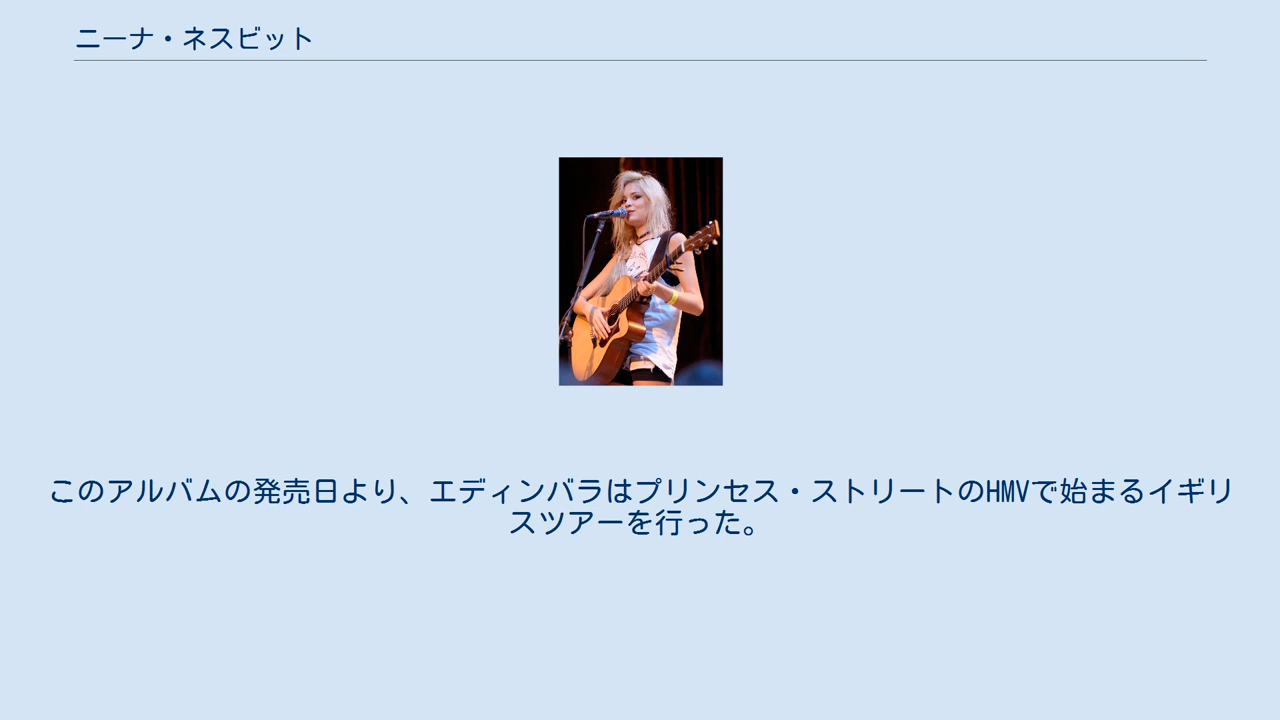 ニーナ・ネスビット
このアルバムの発売日より、エディンバラはプリンセス・ストリートのHMVで始まるイギリ
スツアーを行った。